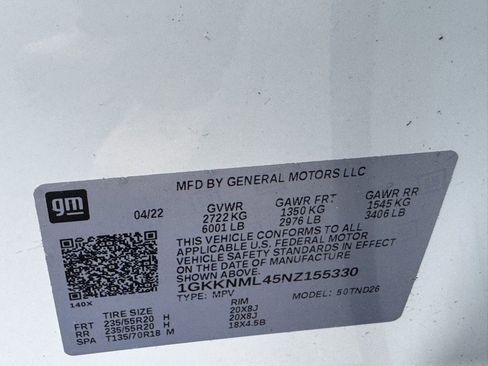 MFD BY GENERAL MOTORS LLC
gm
04/22 GVWR GAWR FRT GAWR RR
2722 KG 1350 KG 1545 KG
6001 LB 2976 LB 3406 LB
THIS VEHICLE CONFORMS TO ALL
APPLICABLE U.S. FEDERAL MOTOR
VEHICLE SAFETY STANDARDS IN EFFECT
ON THE DATE OF MANUFACTURE
SHOWN ABOVE.
1GKKNML45NZ155330
140X TYPE: MPV MODEL: 50TND26
TIRE SIZE RIM
FRT 235/55R20 H 20X8J
RR 235/55R20 H 20X8J
SPA T135/70R18 M 18X4.5B